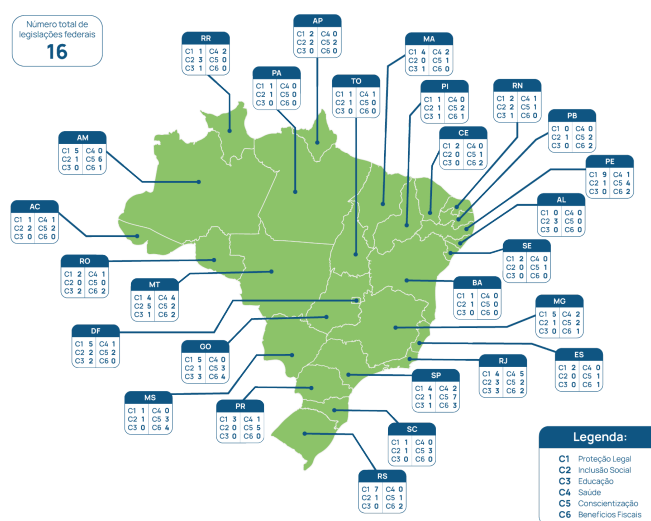 Número total de
legislações federais
16
AP
C1 2 C4 0
C2 2 C5 2
C3 0 C6 0
RR
C1 1 C4 2
C2 3 C5 0
C3 1 C6 0
MA
C1 4 C4 2
C2 0 C5 1
C3 1 C6 0
PA
C1 1 C4 0
C2 1 C5 0
C3 0 C6 0
TO
C1 1 C4 1
C2 1 C5 0
C3 0 C6 0
PI
C1 1 C4 0
C2 4 C5 2
C3 1 C6 1
RN
C1 2 C4 1
C2 2 C5 1
C3 0 C6 0
PB
C1 0 C4 0
C2 1 C5 2
C3 0 C6 2
CE
C1 2 C4 0
C2 0 C5 1
C3 0 C6 2
AM
C1 5 C4 0
C2 1 C5 6
C3 0 C6 1
PE
C1 9 C4 1
C2 1 C5 4
C3 0 C6 2
AL
C1 0 C4 0
C2 3 C5 0
C3 0 C6 0
AC
C1 1 C4 1
C2 2 C5 2
C3 0 C6 0
SE
C1 2 C4 0
C2 0 C5 1
C3 0 C6 0
RO
C1 2 C4 1
C2 0 C5 0
C3 2 C6 2
MT
C1 4 C4 4
C2 5 C5 2
C3 1 C6 2
BA
C1 1 C4 0
C2 1 C5 0
C3 0 C6 0
MG
C1 5 C4 2
C2 1 C5 2
C3 0 C6 1
DF
C1 5 C4 1
C2 2 C5 2
C3 2 C6 0
GO
C1 5 C4 0
C2 1 C5 3
C3 3 C6 4
ES
C1 2 C4 0
C2 0 C5 1
C3 0 C6 1
RJ
C1 4 C4 5
C2 3 C5 2
C3 3 C6 2
SP
C1 4 C4 2
C2 1 C5 7
C3 1 C6 3
MS
C1 1 C4 0
C2 1 C5 3
C3 0 C6 4
PR
C1 3 C4 1
C2 0 C5 5
C3 0 C6 0
SC
C1 1 C4 0
C2 1 C5 3
C3 0 C6 0
RS
C1 7 C4 0
C2 1 C5 1
C3 0 C6 2
Legenda:
C1 Proteção Legal
C2 Inclusão Social
C3 Educação
C4 Saúde
C5 Conscientização
C6 Benefícios Fiscais